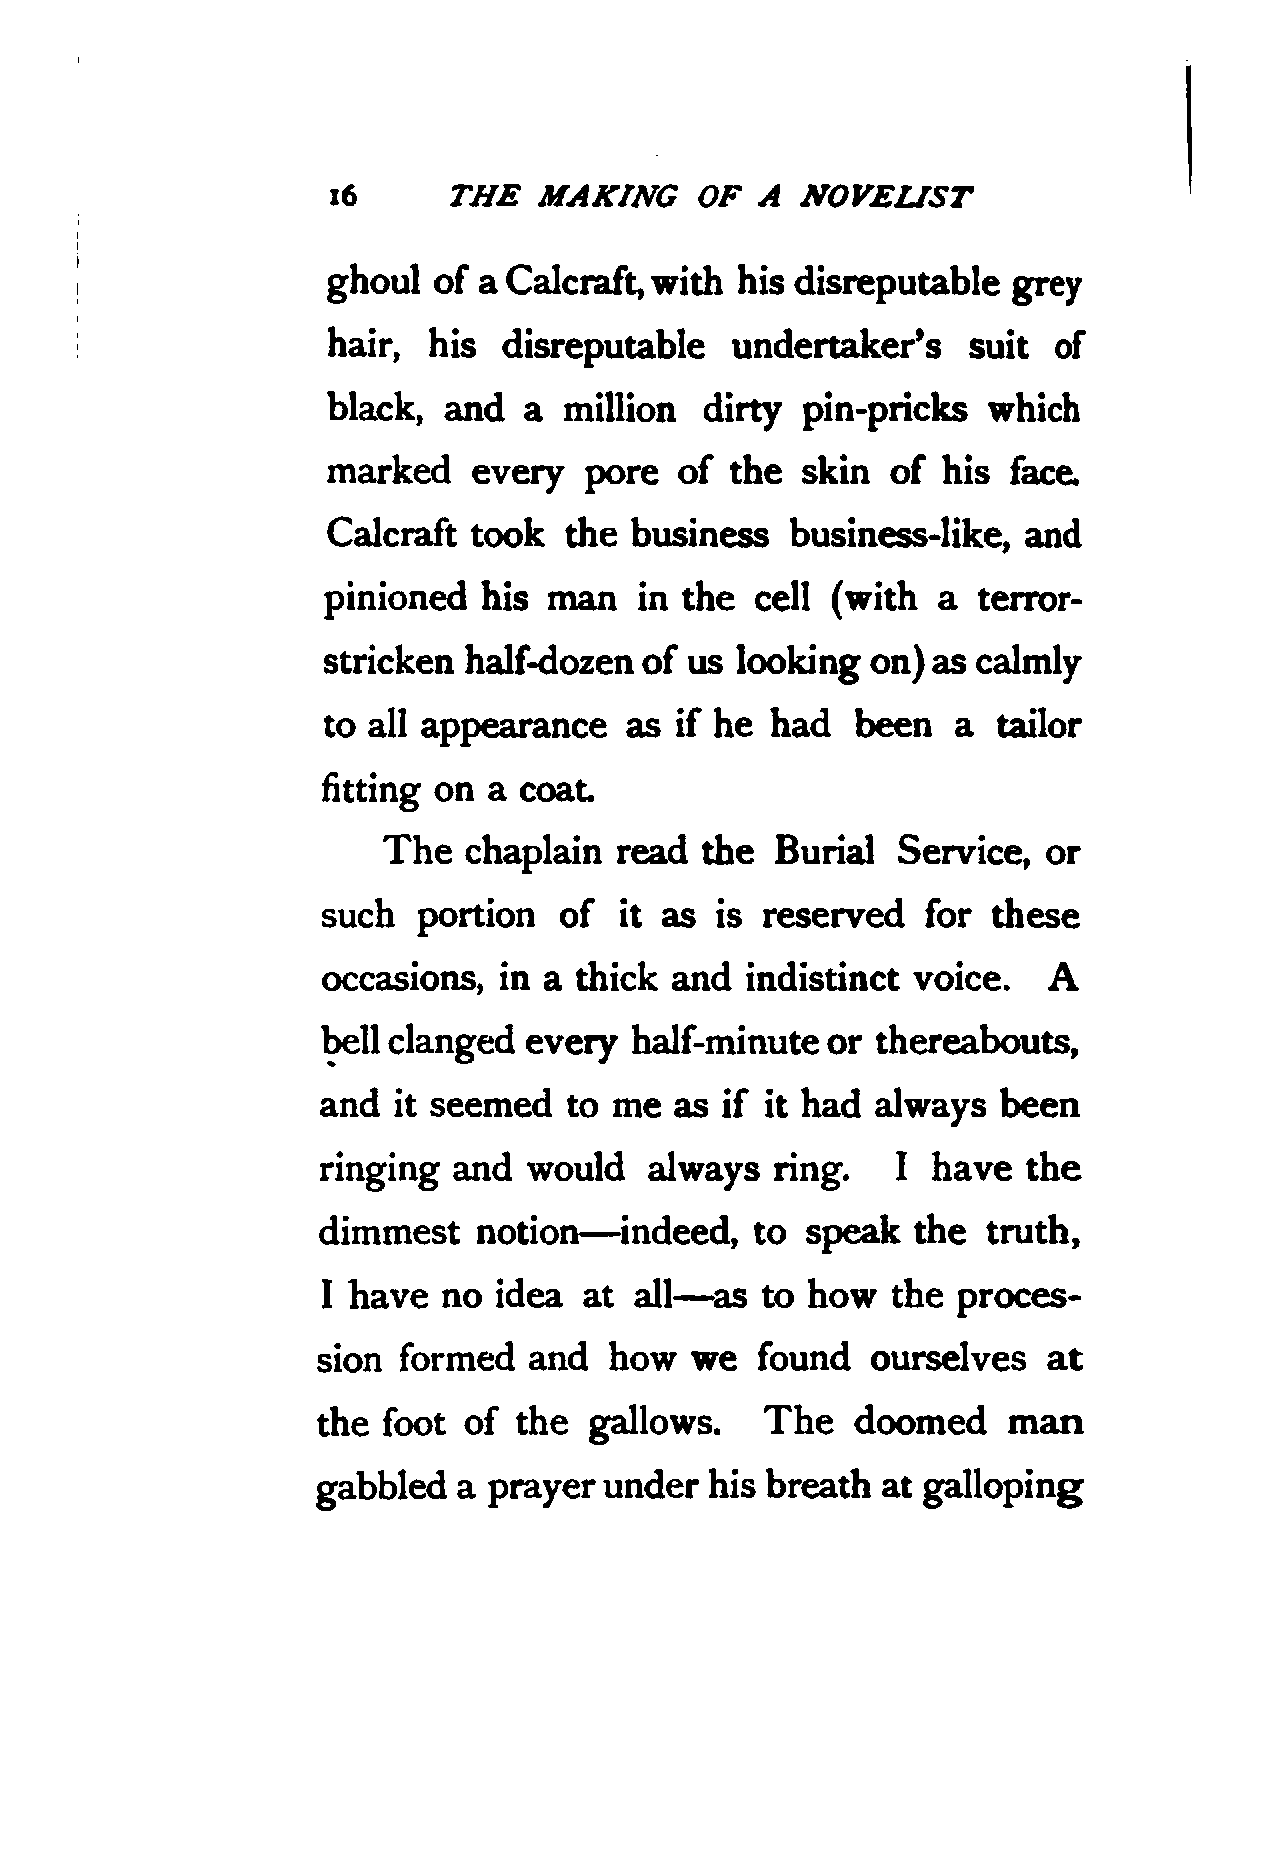 16 THE MAKING OF A NOVELIST
ghoul of a Calcraft, with his disreputable grey
hair, his disreputable undertaker's suit of
black, and a million dirty pin-pricks which
marked every pore of the skin of his face.
Calcraft took the business business-like, and
pinioned his man in the cell (with a terror-
stricken half-dozen of us looking on) as calmly
to all appearance as if he had been a tailor
fitting on a coat.
The chaplain read the Burial Service, or
such portion of it as is reserved for these
occasions, in a thick and indistinct voice. A
bell clanged every half-minute or thereabouts,
and it seemed to me as if it had always been
ringing and would always ring. I have the
dimmest notion—indeed, to speak the truth,
I have no idea at all—as to how the proces-
sion formed and how we found ourselves at
the foot of the gallows. The doomed man
gabbled a prayer under his breath at galloping